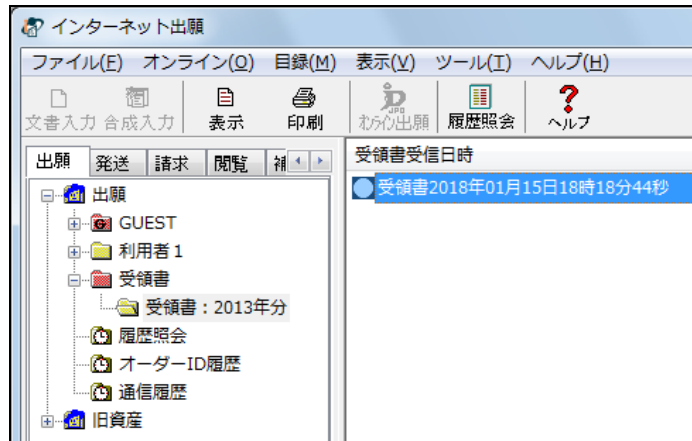 インターネット出願
ファイル(F) オンライン(O) 目録(M) 表示(V) ツール(T) ヘルプ(H)
文書入力 合成入力 表示 印刷 オンライン出願 履歴照会 ヘルプ
出願 発送 請求 閲覧
受領書受信日時
受領書2018年01月15日18時18分44秒
出願
GUEST
利用者1
受領書
受領書:2013年分
履歴照会
オーダーID履歴
通信履歴
旧資産